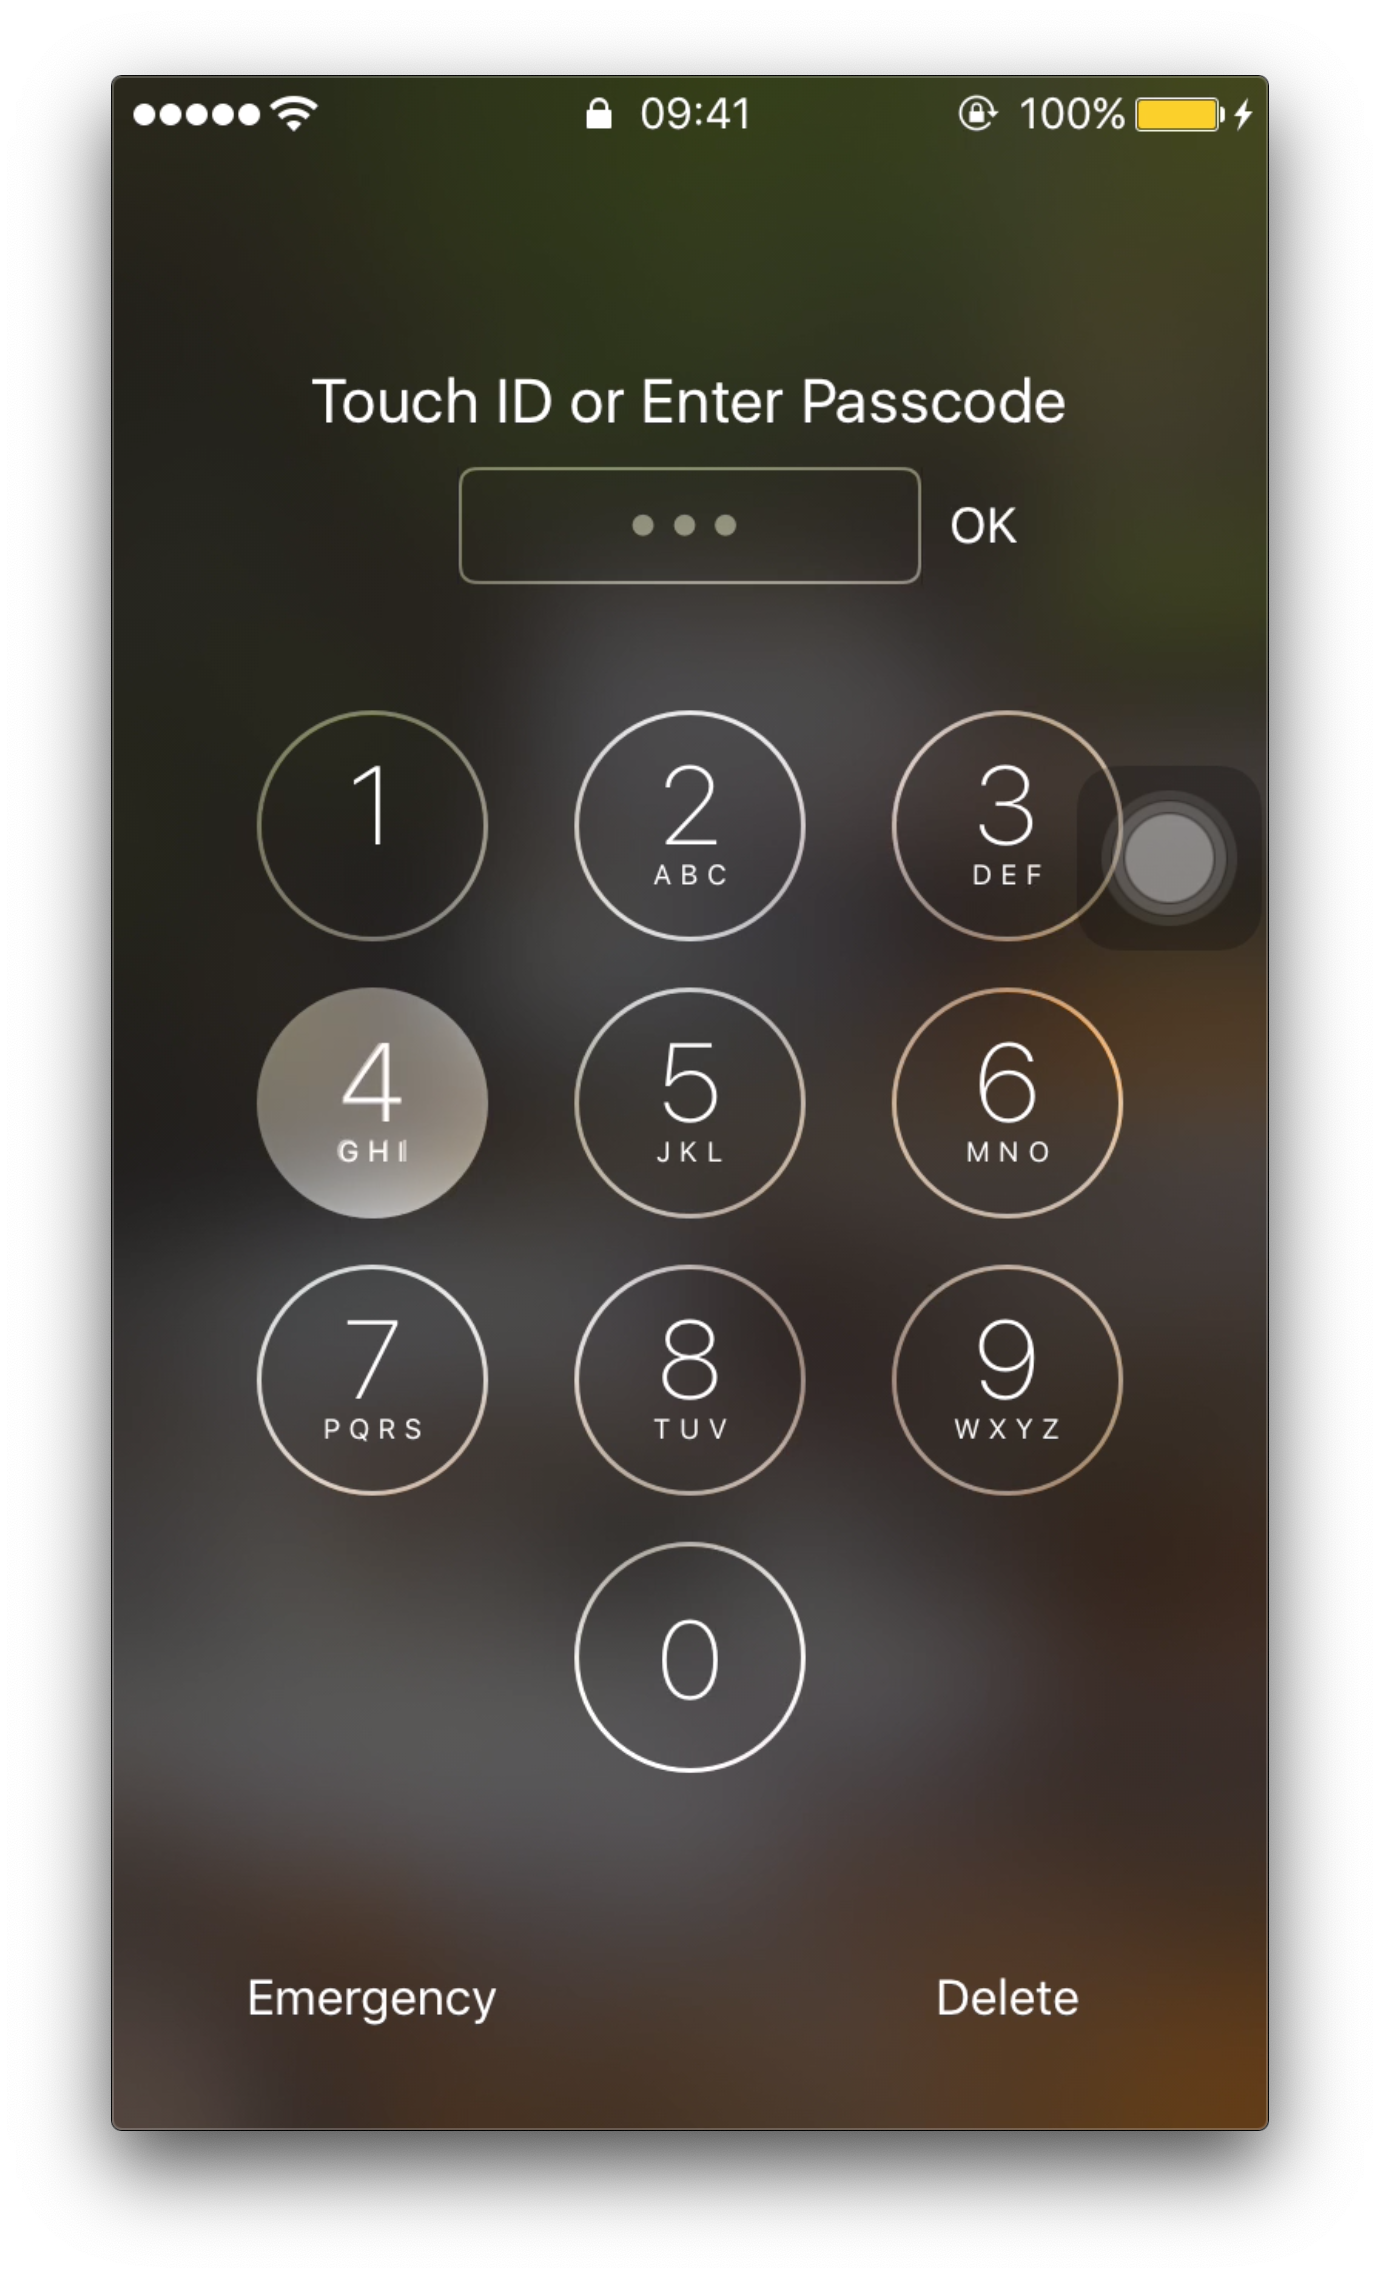 09:41 100%
Touch ID or Enter Passcode
OK
1 2 3
ABC DEF
4 5 6
GHI JKL MNO
7 8 9
PQRS TUV WXYZ
0
Emergency Delete